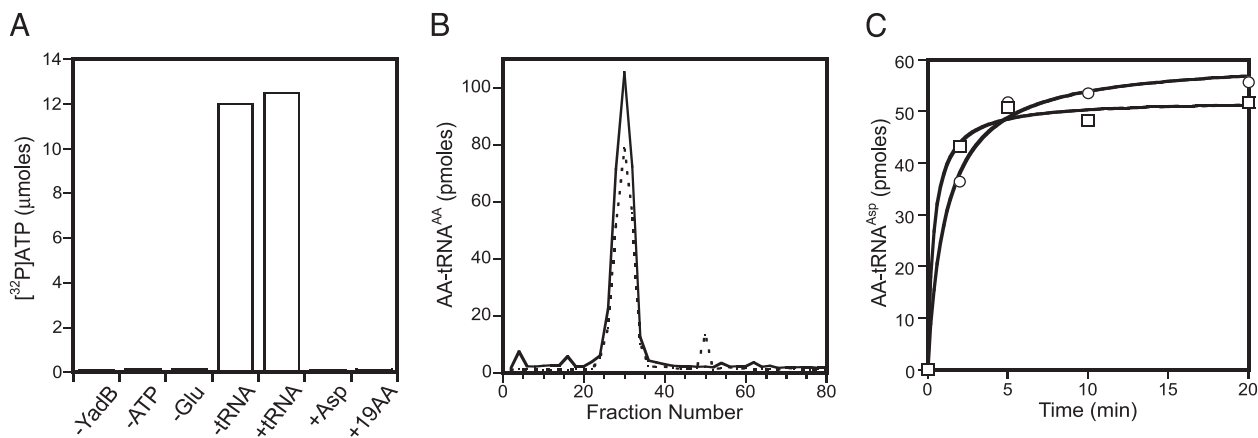 A
[³²P]ATP (μmoles)
14
12
10
8
6
4
2
0
-YadB
-ATP
-Glu
-tRNA
+tRNA
+Asp
+19AA
B
AA-tRNAᴬᴬ (pmoles)
100
80
60
40
20
0
0 20 40 60 80
Fraction Number
C
AA-tRNAᴬˢᵖ (pmoles)
60
50
40
30
20
10
0
0 5 10 15 20
Time (min)